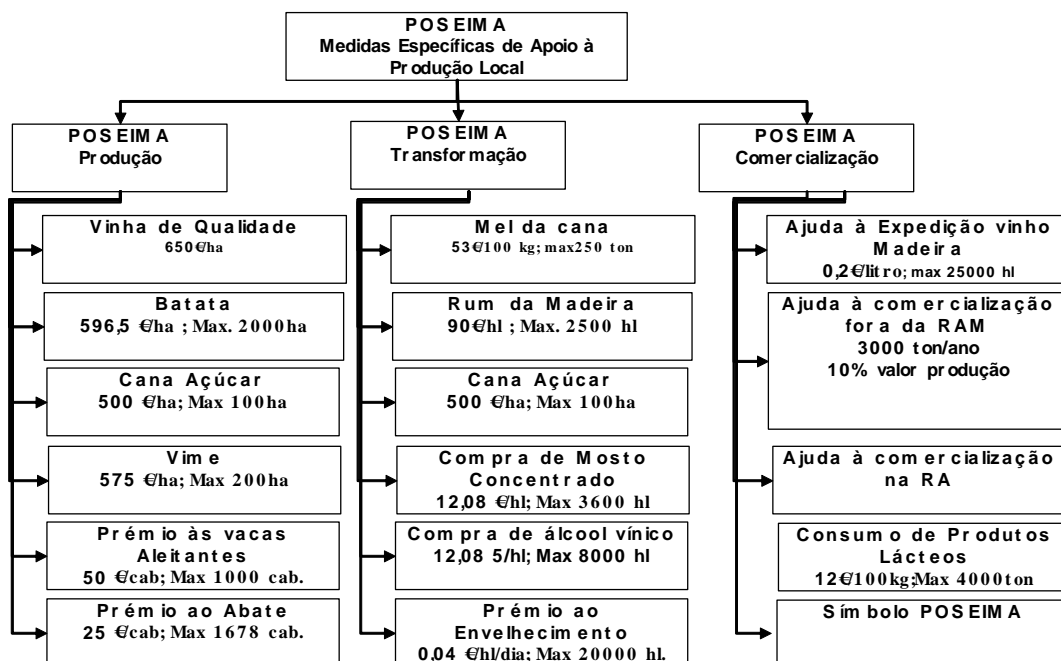 POSEIMA
Medidas Específicas de Apoio à
Produção Local
POSEIMA
Produção
Vinha de Qualidade
650€/ha
Batata
596,5 €/ha ; Max. 2000ha
Cana Açúcar
500 €/ha; Max 100ha
Vime
575 €/ha; Max 200ha
Prémio às vacas
Aleitantes
50 €/cab; Max 1000 cab.
Prémio ao Abate
25 €/cab; Max 1678 cab.
POSEIMA
Transformação
Mel da cana
53€/100 kg; max250 ton
Rum da Madeira
90€/hl ; Max. 2500 hl
Cana Açúcar
500 €/ha; Max 100ha
Compra de Mosto
Concentrado
12,08 €/hl; Max 3600 hl
Compra de álcool vínico
12,08 5/hl; Max 8000 hl
Prémio ao
Envelhecimento
0,04 €/hl/dia; Max 20000 hl.
POSEIMA
Comercialização
Ajuda à Expedição vinho
Madeira
0,2€/litro; max 25000 hl
Ajuda à comercialização
fora da RAM
3000 ton/ano
10% valor produção
Ajuda à comercialização
na RA
Consumo de Produtos
Lácteos
12€/100kg;Max 4000ton
Símbolo POSEIMA